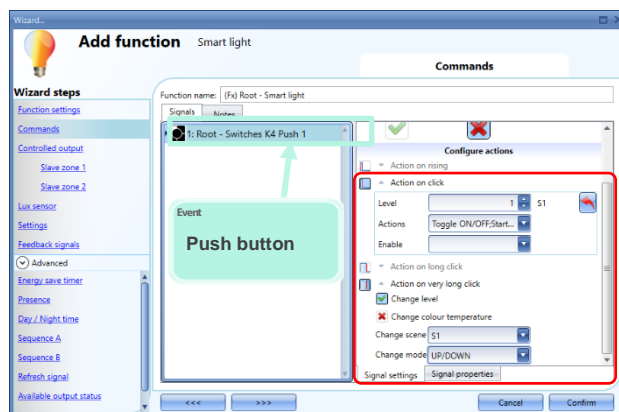 Wizard...
Add function Smart light
Commands
Wizard steps
Function settings
Commands
Controlled output
Slave zone 1
Slave zone 2
Lux sensor
Settings
Feedback signals
Advanced
Energy save timer
Presence
Day / Night time
Sequence A
Sequence B
Refresh signal
Available output status
Function name: (Fx) Root - Smart light
Signals Notes
1: Root - Switches K4 Push 1
Event
Push button
Configure actions
Action on rising
Action on click
Level 1 S1
Actions Toggle ON/OFF;Start...
Enable
Action on long click
Action on very long click
Change level
Change colour temperature
Change scene S1
Change mode UP/DOWN
Signal settings Signal properties
<<< >>> Cancel Confirm